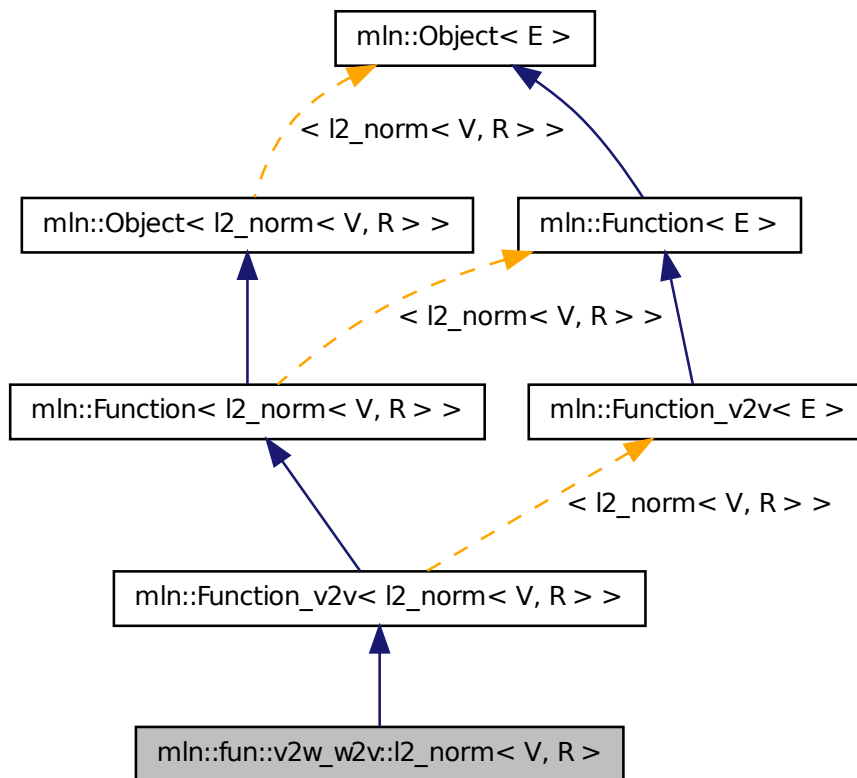 mln::Object< E >
< l2_norm< V, R > >
mln::Object< l2_norm< V, R > >
mln::Function< E >
< l2_norm< V, R > >
mln::Function< l2_norm< V, R > >
mln::Function_v2v< E >
< l2_norm< V, R > >
mln::Function_v2v< l2_norm< V, R > >
mln::fun::v2w_w2v::l2_norm< V, R >